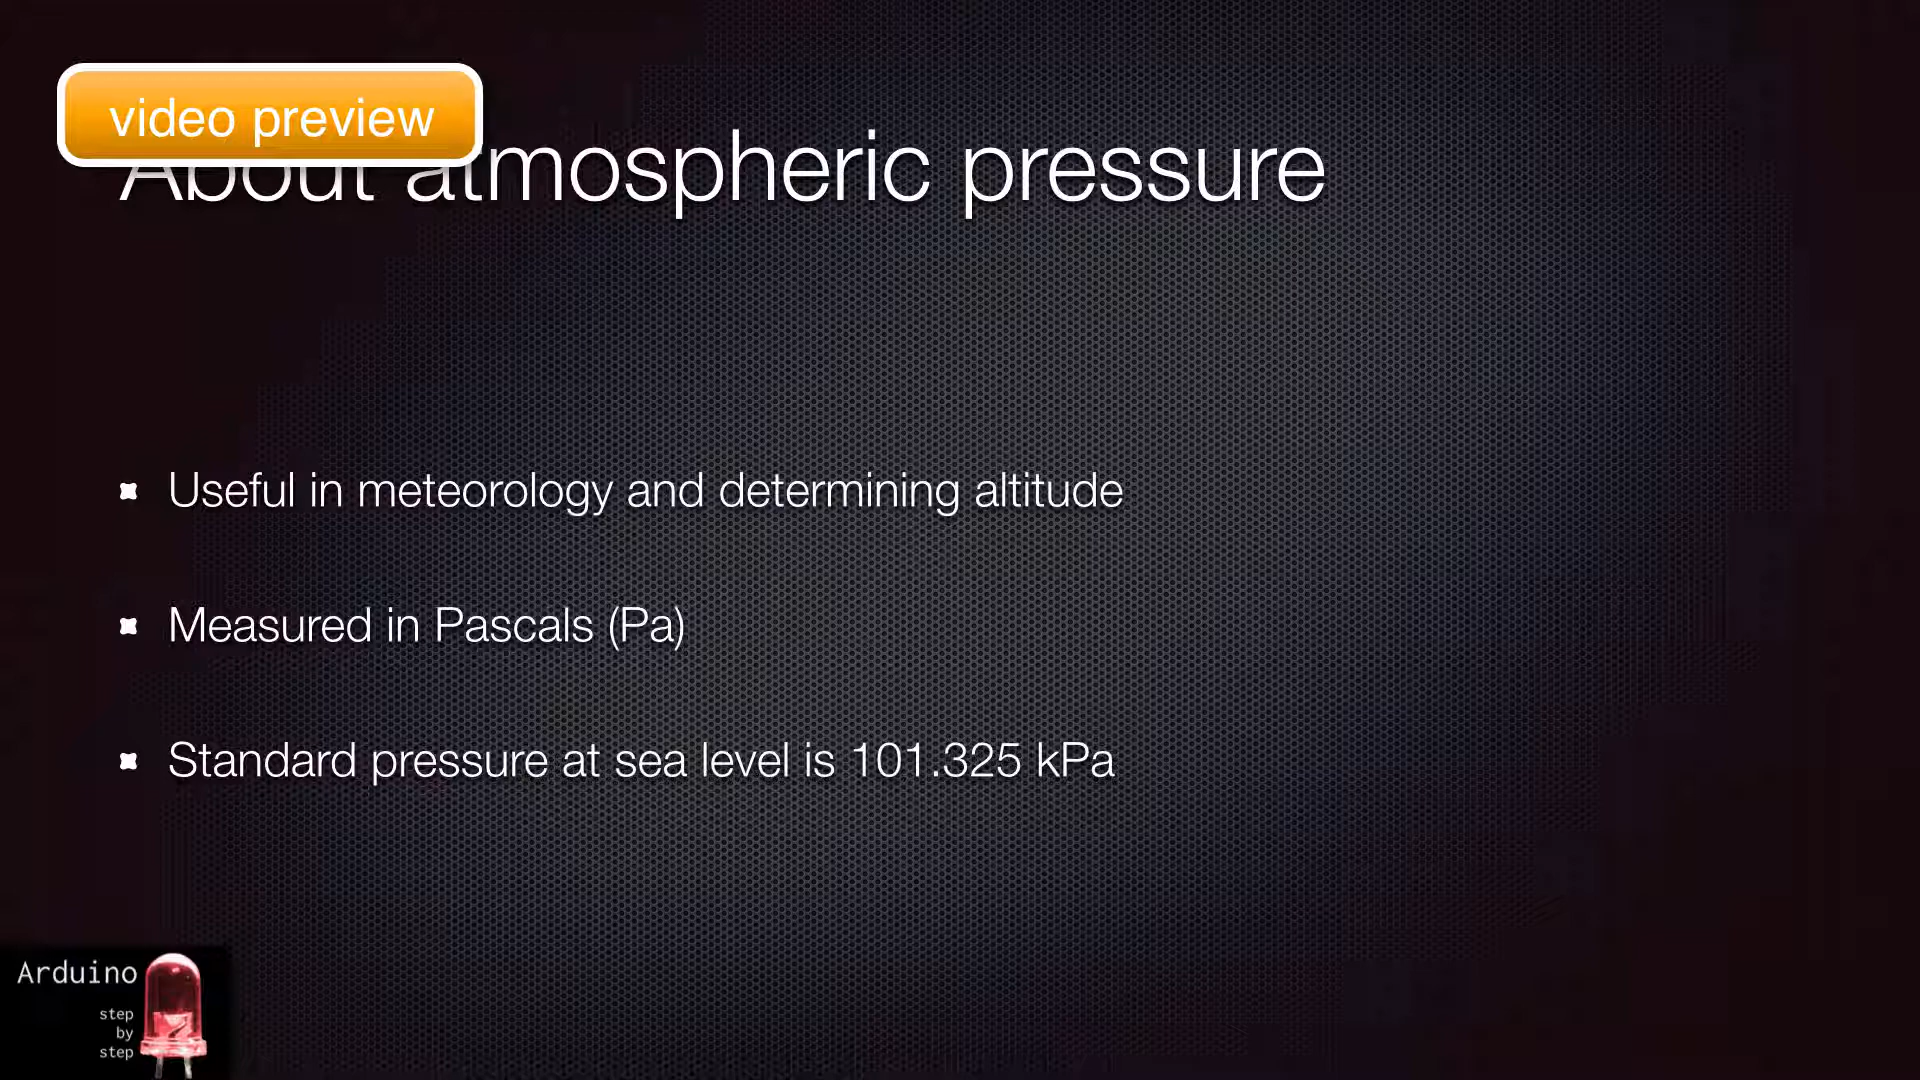 video preview
About atmospheric pressure
Useful in meteorology and determining altitude
Measured in Pascals (Pa)
Standard pressure at sea level is 101.325 kPa
Arduino
step
by
step